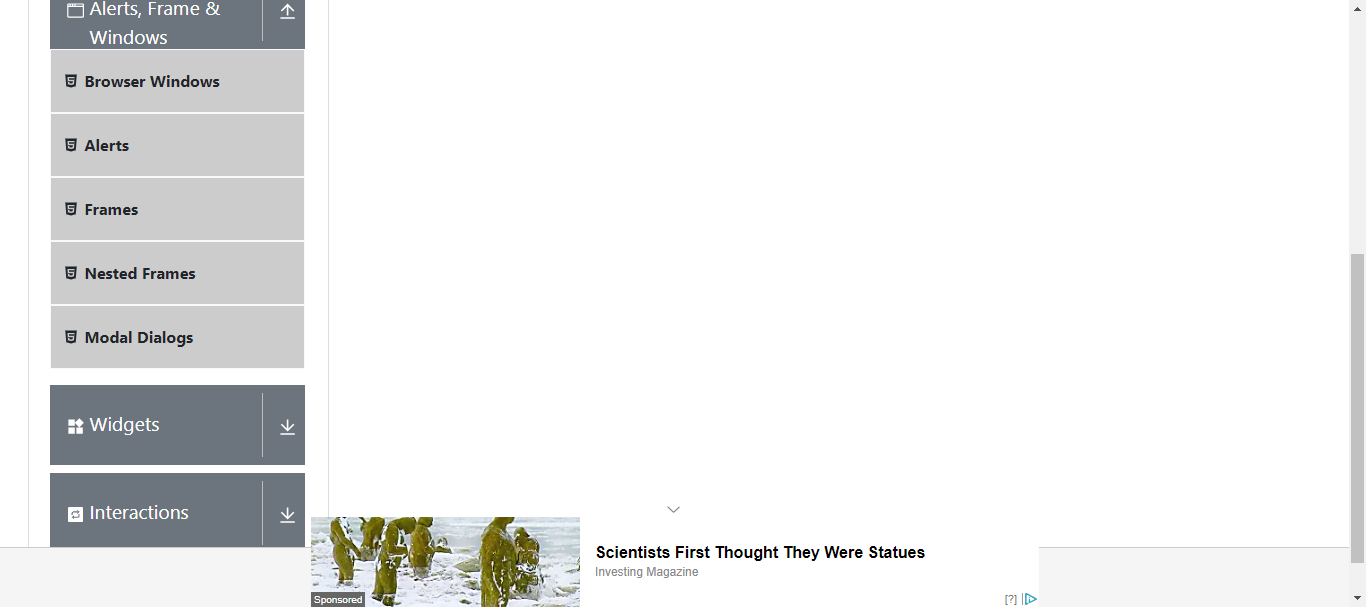 Alerts, Frame &
Windows
Browser Windows
Alerts
Frames
Nested Frames
Modal Dialogs
Widgets
Interactions
Scientists First Thought They Were Statues
Investing Magazine
Sponsored
[?]